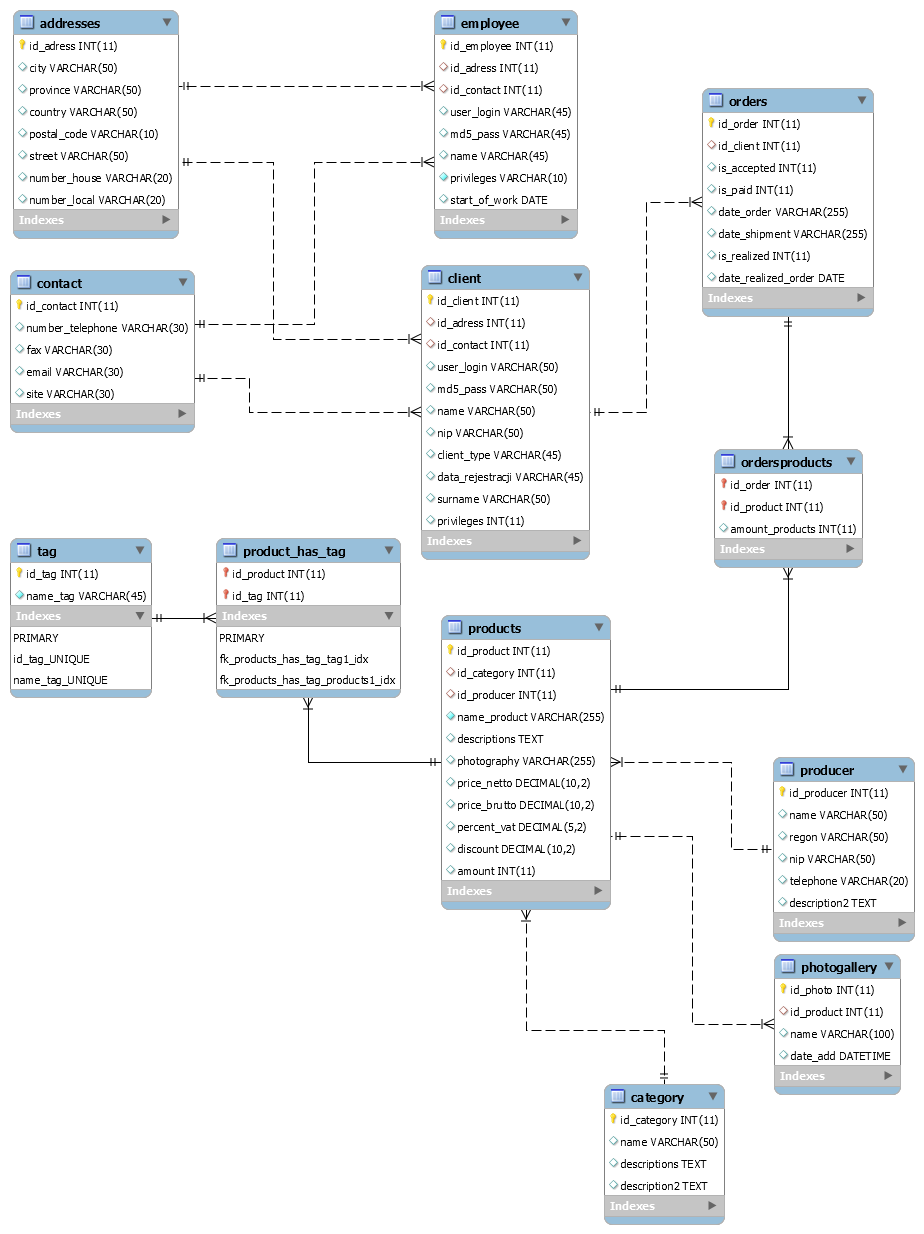 addresses
id_adress INT(11)
city VARCHAR(50)
province VARCHAR(50)
country VARCHAR(50)
postal_code VARCHAR(10)
street VARCHAR(50)
number_house VARCHAR(20)
number_local VARCHAR(20)
Indexes
employee
id_employee INT(11)
id_adress INT(11)
id_contact INT(11)
user_login VARCHAR(45)
md5_pass VARCHAR(45)
name VARCHAR(45)
privileges VARCHAR(10)
start_of_work DATE
Indexes
orders
id_order INT(11)
id_client INT(11)
is_accepted INT(11)
is_paid INT(11)
date_order VARCHAR(255)
date_shipment VARCHAR(255)
is_realized INT(11)
date_realized_order DATE
Indexes
contact
id_contact INT(11)
number_telephone VARCHAR(30)
fax VARCHAR(30)
email VARCHAR(30)
site VARCHAR(30)
Indexes
client
id_client INT(11)
id_adress INT(11)
id_contact INT(11)
user_login VARCHAR(50)
md5_pass VARCHAR(50)
name VARCHAR(50)
nip VARCHAR(50)
client_type VARCHAR(45)
data_rejestracji VARCHAR(45)
surname VARCHAR(50)
privileges INT(11)
Indexes
ordersproducts
id_order INT(11)
id_product INT(11)
amount_products INT(11)
Indexes
tag
id_tag INT(11)
name_tag VARCHAR(45)
Indexes
PRIMARY
id_tag_UNIQUE
name_tag_UNIQUE
product_has_tag
id_product INT(11)
id_tag INT(11)
Indexes
PRIMARY
fk_products_has_tag_tag1_idx
fk_products_has_tag_products1_idx
products
id_product INT(11)
id_category INT(11)
id_producer INT(11)
name_product VARCHAR(255)
descriptions TEXT
photography VARCHAR(255)
price_netto DECIMAL(10,2)
price_brutto DECIMAL(10,2)
percent_vat DECIMAL(5,2)
discount DECIMAL(10,2)
amount INT(11)
Indexes
producer
id_producer INT(11)
name VARCHAR(50)
regon VARCHAR(50)
nip VARCHAR(50)
telephone VARCHAR(20)
description2 TEXT
Indexes
photogallery
id_photo INT(11)
id_product INT(11)
name VARCHAR(100)
date_add DATETIME
Indexes
category
id_category INT(11)
name VARCHAR(50)
descriptions TEXT
description2 TEXT
Indexes